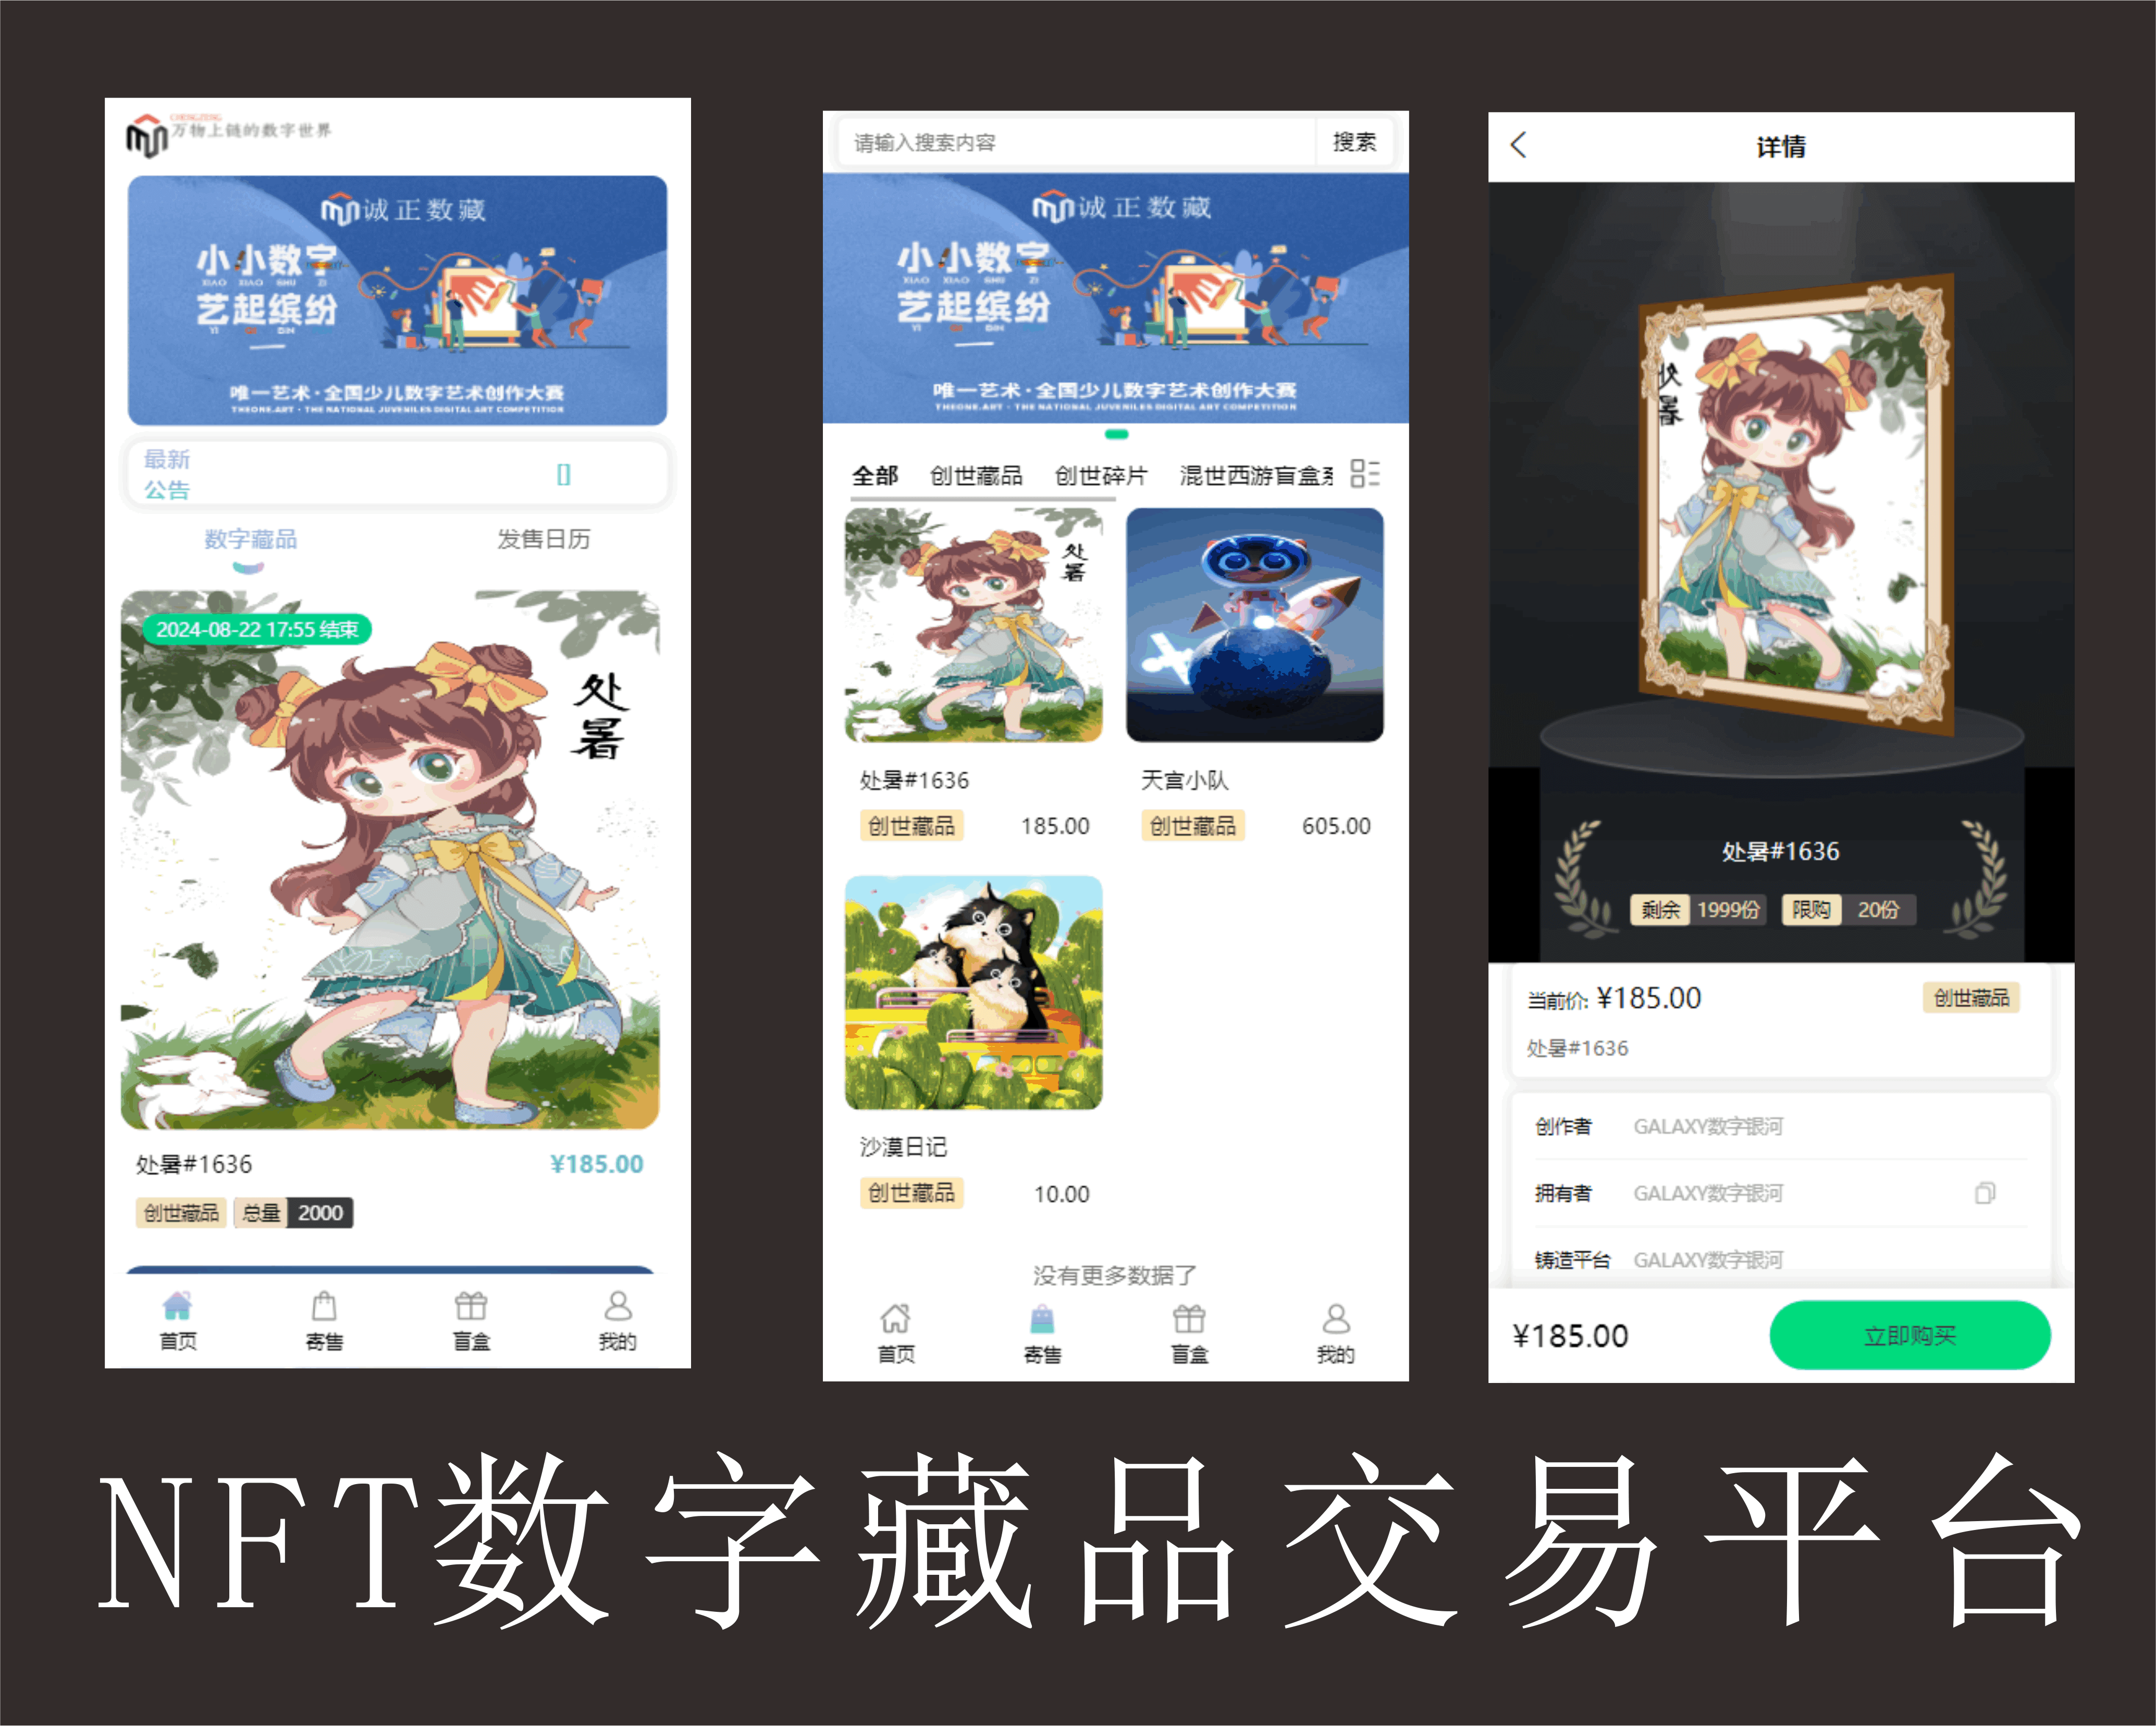 CHENGZENG
万物上链的数字世界
诚正数藏
小小数字
XIAO XIAO SHU ZI
艺起缤纷
YI QI BIN
唯一艺术·全国少儿数字艺术创作大赛
THEONE.ART · THE NATIONAL JUVENILES DIGITAL ART COMPETITION
最新
公告
[]
数字藏品
发售日历
2024-08-22 17:55 结束
处暑
处暑#1636
¥185.00
创世藏品
总量 2000
首页
寄售
盲盒
我的
请输入搜索内容
搜索
诚正数藏
小小数字
XIAO XIAO SHU ZI
艺起缤纷
YI QI BIN
唯一艺术·全国少儿数字艺术创作大赛
THEONE.ART · THE NATIONAL JUVENILES DIGITAL ART COMPETITION
全部
创世藏品
创世碎片
混世西游盲盒系
处暑
处暑#1636
创世藏品
185.00
天宫小队
创世藏品
605.00
沙漠日记
创世藏品
10.00
没有更多数据了
首页
寄售
盲盒
我的
详情
处暑
处暑#1636
剩余 1999份
限购 20份
当前价: ¥185.00
创世藏品
处暑#1636
创作者 GALAXY数字银河
拥有者 GALAXY数字银河
铸造平台 GALAXY数字银河
¥185.00
立即购买
NFT数字藏品交易平台